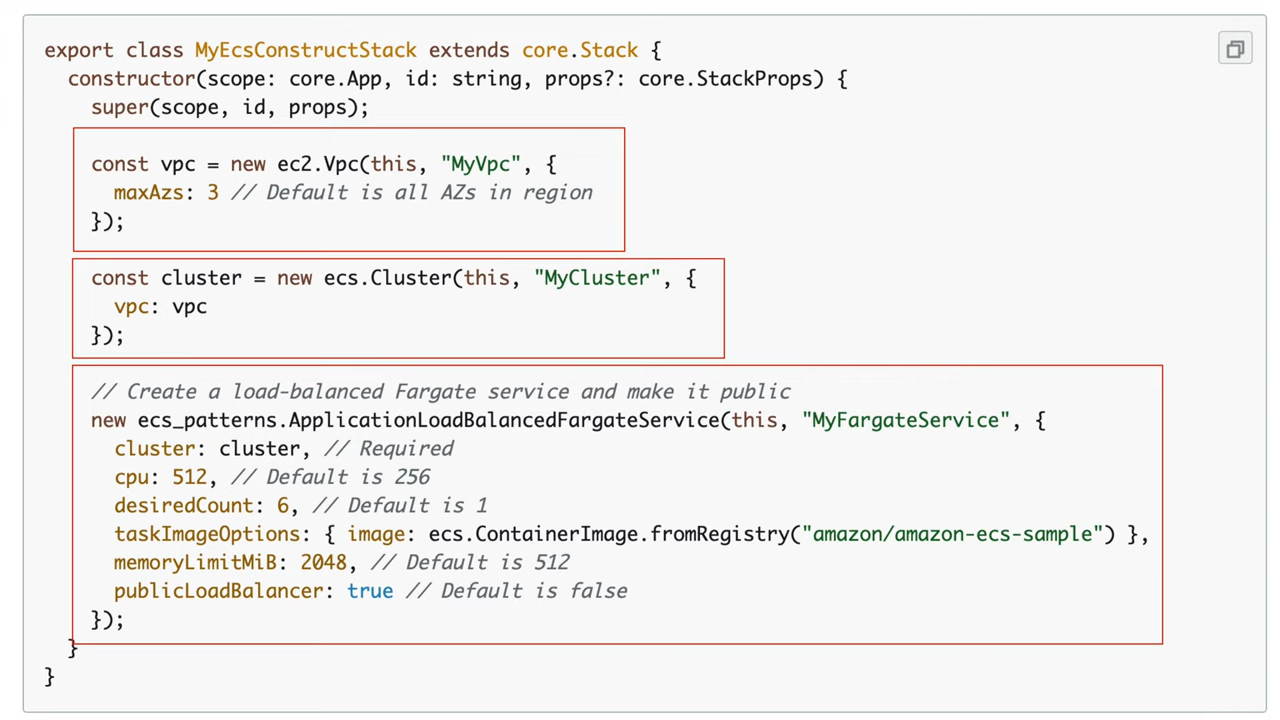 export class MyEcsConstructStack extends core.Stack {
  constructor(scope: core.App, id: string, props?: core.StackProps) {
    super(scope, id, props);
    const vpc = new ec2.Vpc(this, "MyVpc", {
      maxAzs: 3 // Default is all AZs in region
    });
    const cluster = new ecs.Cluster(this, "MyCluster", {
      vpc: vpc
    });
    // Create a load-balanced Fargate service and make it public
    new ecs_patterns.ApplicationLoadBalancedFargateService(this, "MyFargateService", {
      cluster: cluster, // Required
      cpu: 512, // Default is 256
      desiredCount: 6, // Default is 1
      taskImageOptions: { image: ecs.ContainerImage.fromRegistry("amazon/amazon-ecs-sample") },
      memoryLimitMiB: 2048, // Default is 512
      publicLoadBalancer: true // Default is false
    });
  }
}